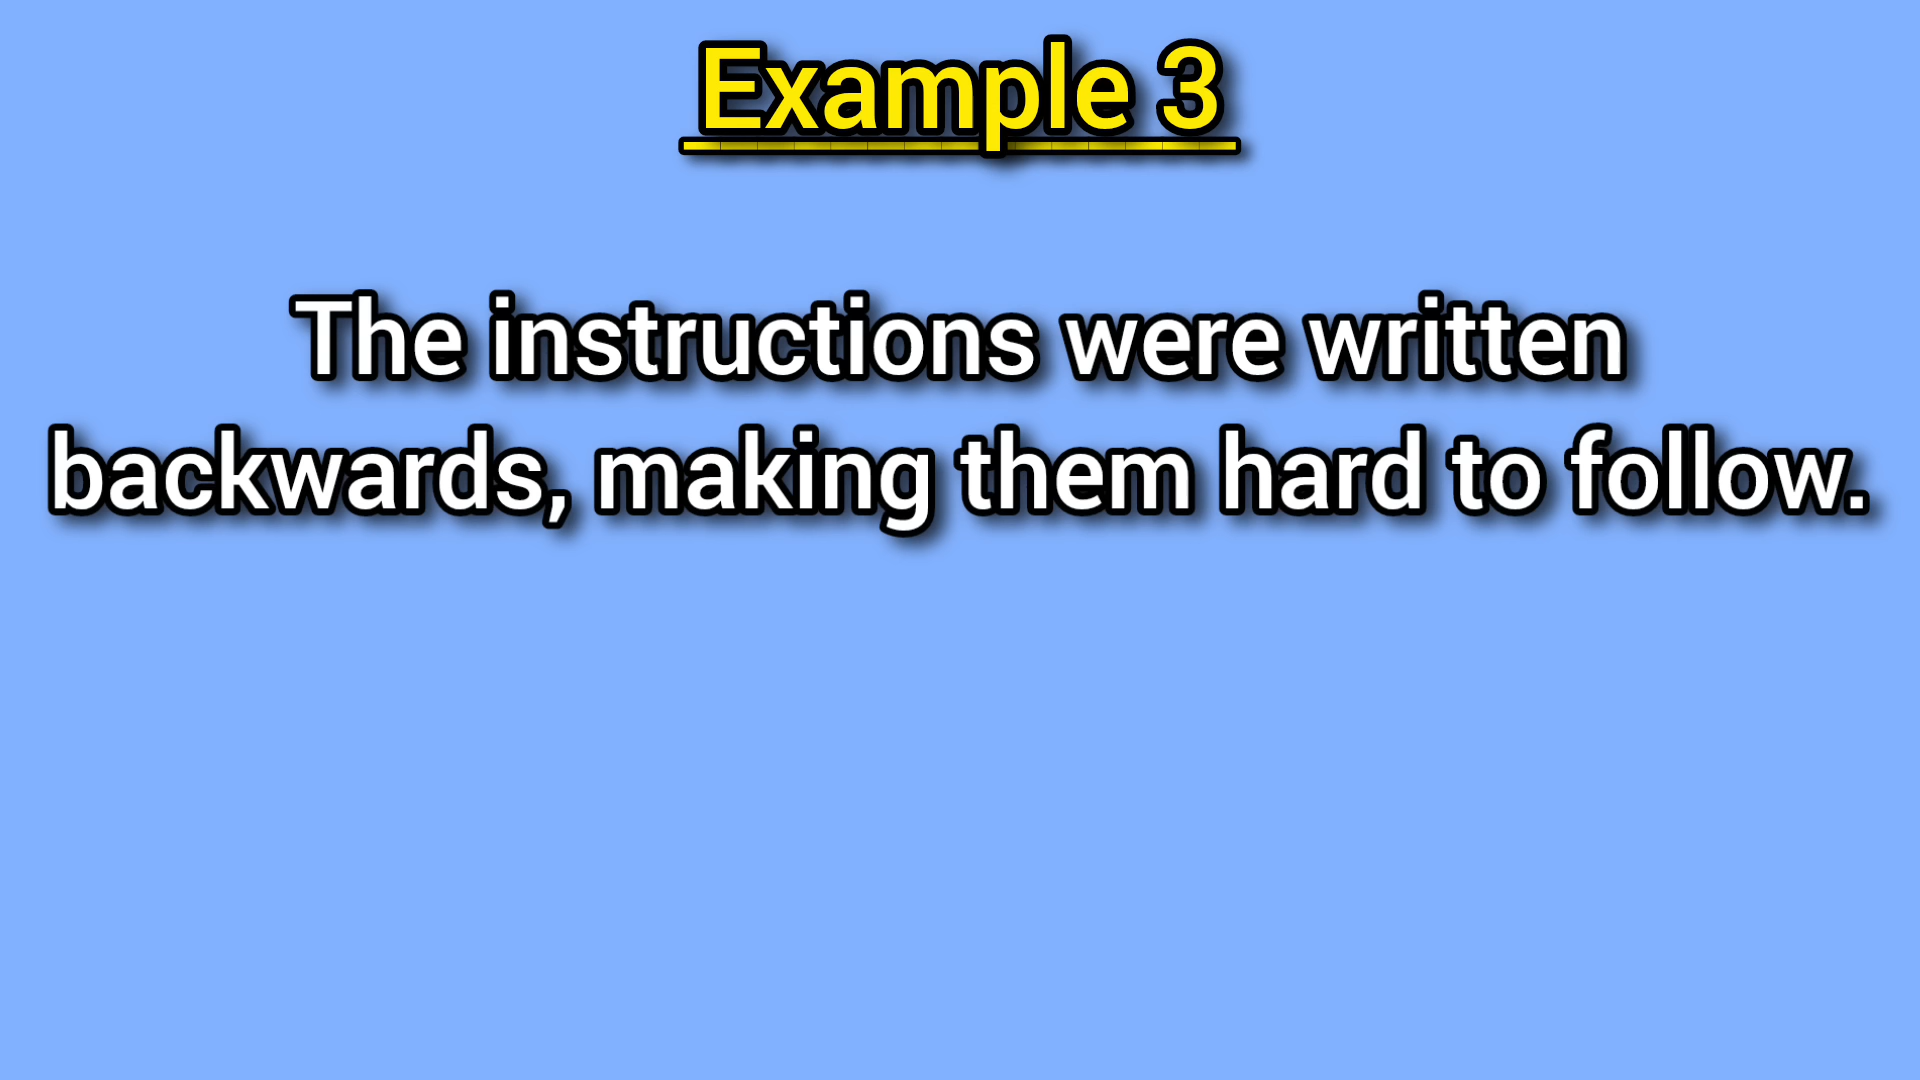 Example 3
The instructions were written
backwards, making them hard to follow.